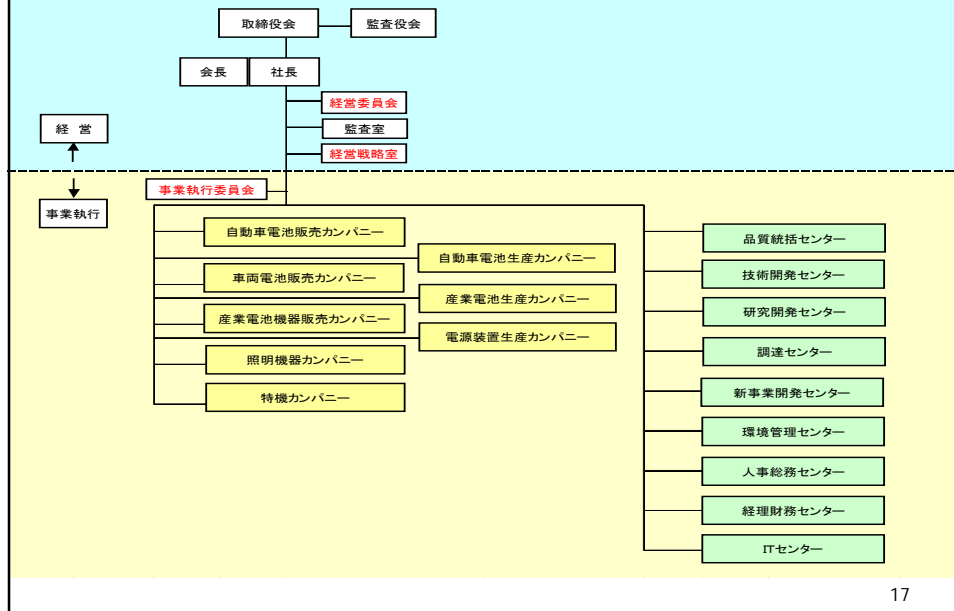 取締役会
監査役会
会長
社長
経営委員会
監査室
経営戦略室
経 営
事業執行
事業執行委員会
自動車電池販売カンパニー
自動車電池生産カンパニー
車両電池販売カンパニー
産業電池生産カンパニー
産業電池機器販売カンパニー
電源装置生産カンパニー
照明機器カンパニー
特機カンパニー
品質統括センター
技術開発センター
研究開発センター
調達センター
新事業開発センター
環境管理センター
人事総務センター
経理財務センター
ITセンター
17